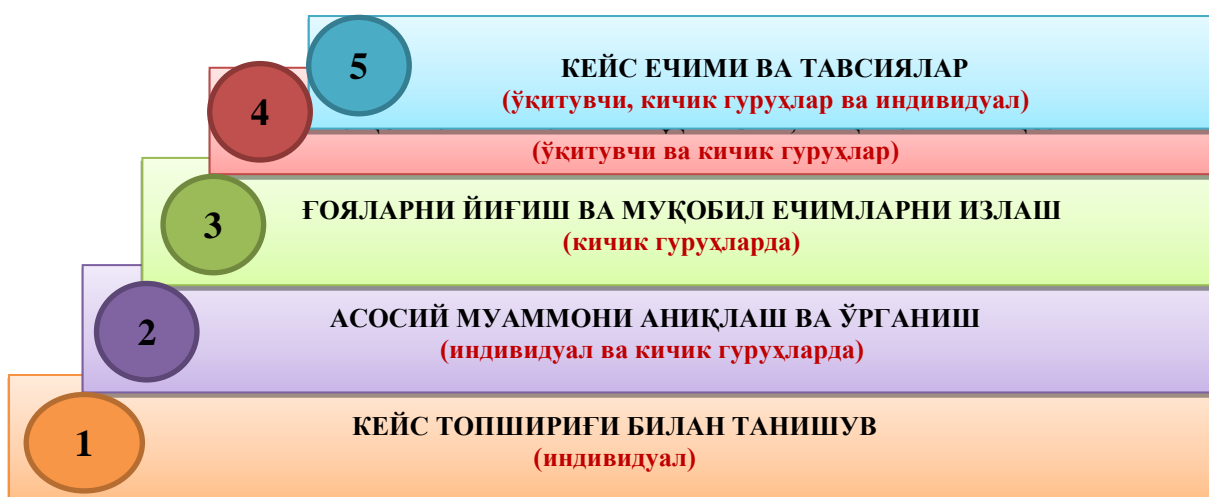 5
КЕЙС ЕЧИМИ ВА ТАВСИЯЛАР
(ўқитувчи, кичик гуруҳлар ва индивидуал)
4
(ўқитувчи ва кичик гуруҳлар)
3
ҒОЯЛАРНИ ЙИҒИШ ВА МУҚОБИЛ ЕЧИМЛАРНИ ИЗЛАШ
(кичик гуруҳларда)
2
АСОСИЙ МУАММОНИ АНИҚЛАШ ВА ЎРГАНИШ
(индивидуал ва кичик гуруҳларда)
1
КЕЙС ТОПШИРИҒИ БИЛАН ТАНИШУВ
(индивидуал)